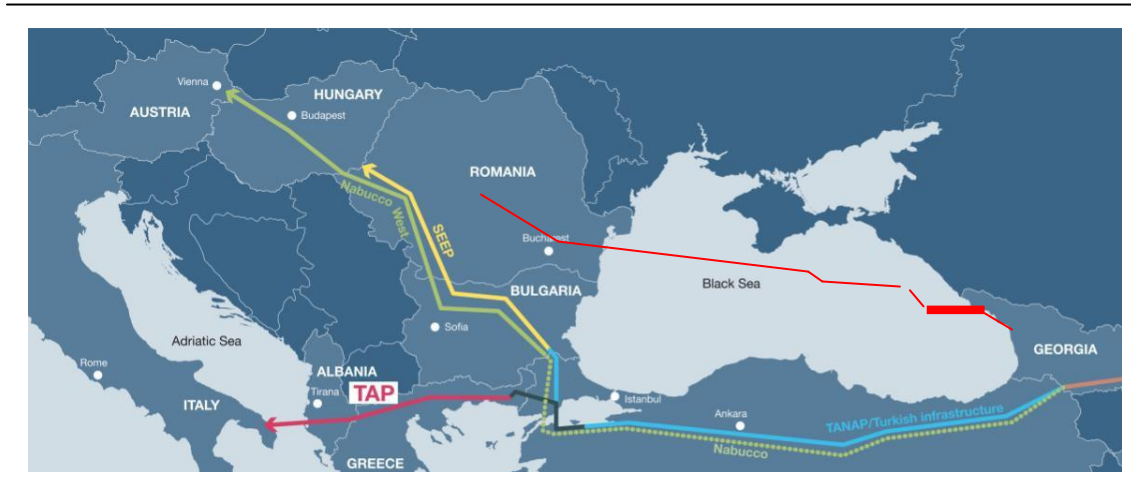 Vienna
HUNGARY
AUSTRIA
Budapest
ROMANIA
Nabucco West
SEEP
Bucharest
BULGARIA
Black Sea
Sofia
Adriatic Sea
GEORGIA
Rome
ALBANIA
Tirana
TAP
ITALY
Istanbul
Ankara
TANAP/Turkish infrastructure
Nabucco
GREECE